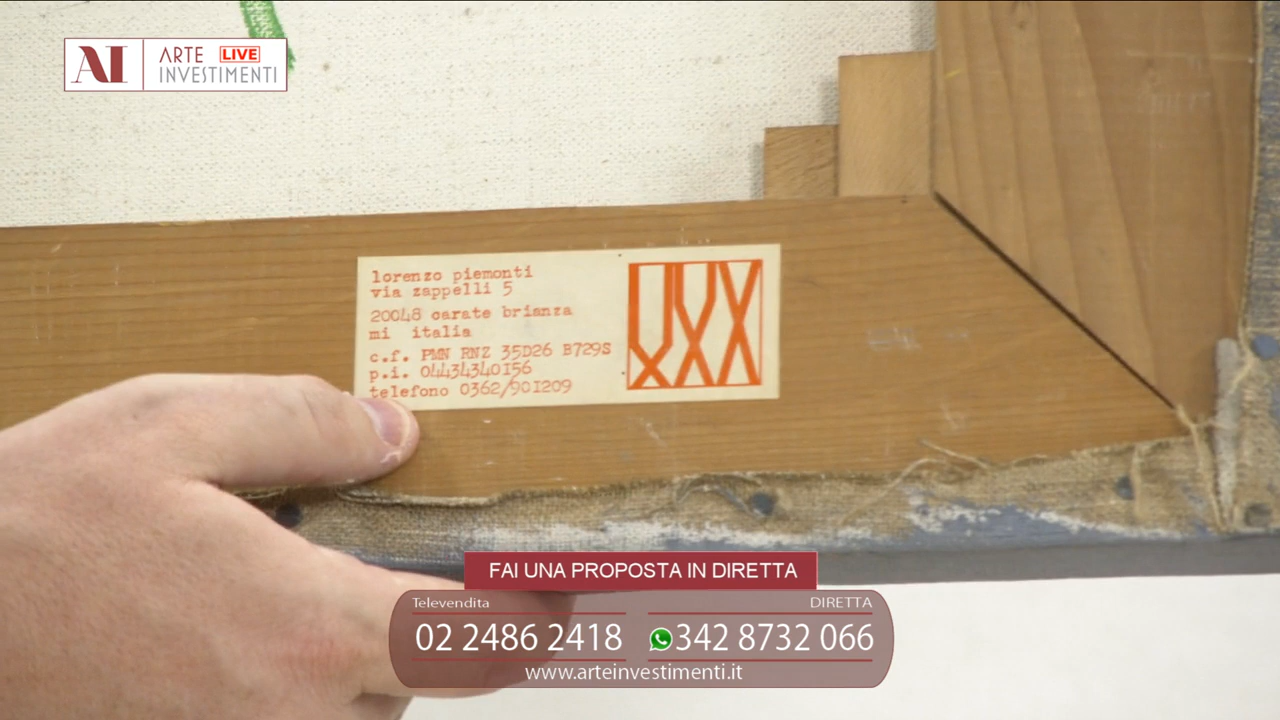 AI
ARTE LIVE
INVESTIMENTI
lorenzo piemonti
via zappelli 5
20048 carate brianza
mi italia
c.f. PMN RNZ 35D26 B729S
p.i. 04434340156
telefono 0362/901209
FAI UNA PROPOSTA IN DIRETTA
Televendita DIRETTA
02 2486 2418 342 8732 066
www.arteinvestimenti.it